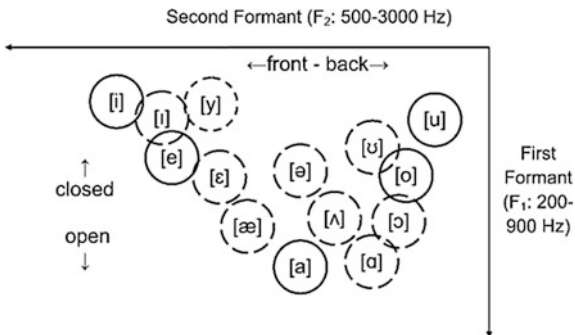 Second Formant (F₂: 500-3000 Hz)
←front - back→
[i]
[ɪ]
[y]
[u]
[e]
[ʊ]
[ɛ]
[ə]
[o]
[æ]
[ʌ]
[ɔ]
[a]
[ɑ]
↑
closed
open
↓
First
Formant
(F₁: 200-
900 Hz)